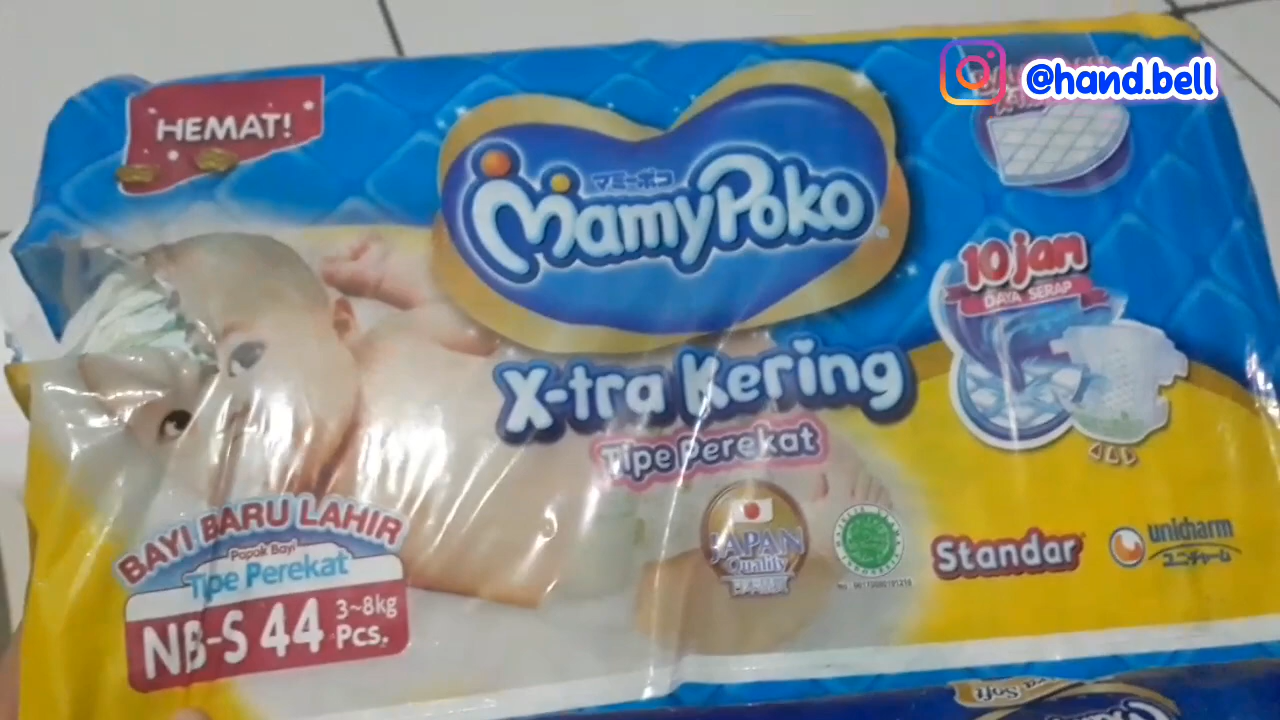 @hand.bell
HEMAT!
マミーポコ
MamyPoko
10 jam
DAYA SERAP
X-tra Kering
Tipe Perekat
BAYI BARU LAHIR
Popok Bayi
Tipe Perekat
NB-S 44 3~8kg
Pcs.
JAPAN
Quality
Standar
unicharm
ユニ・チャーム